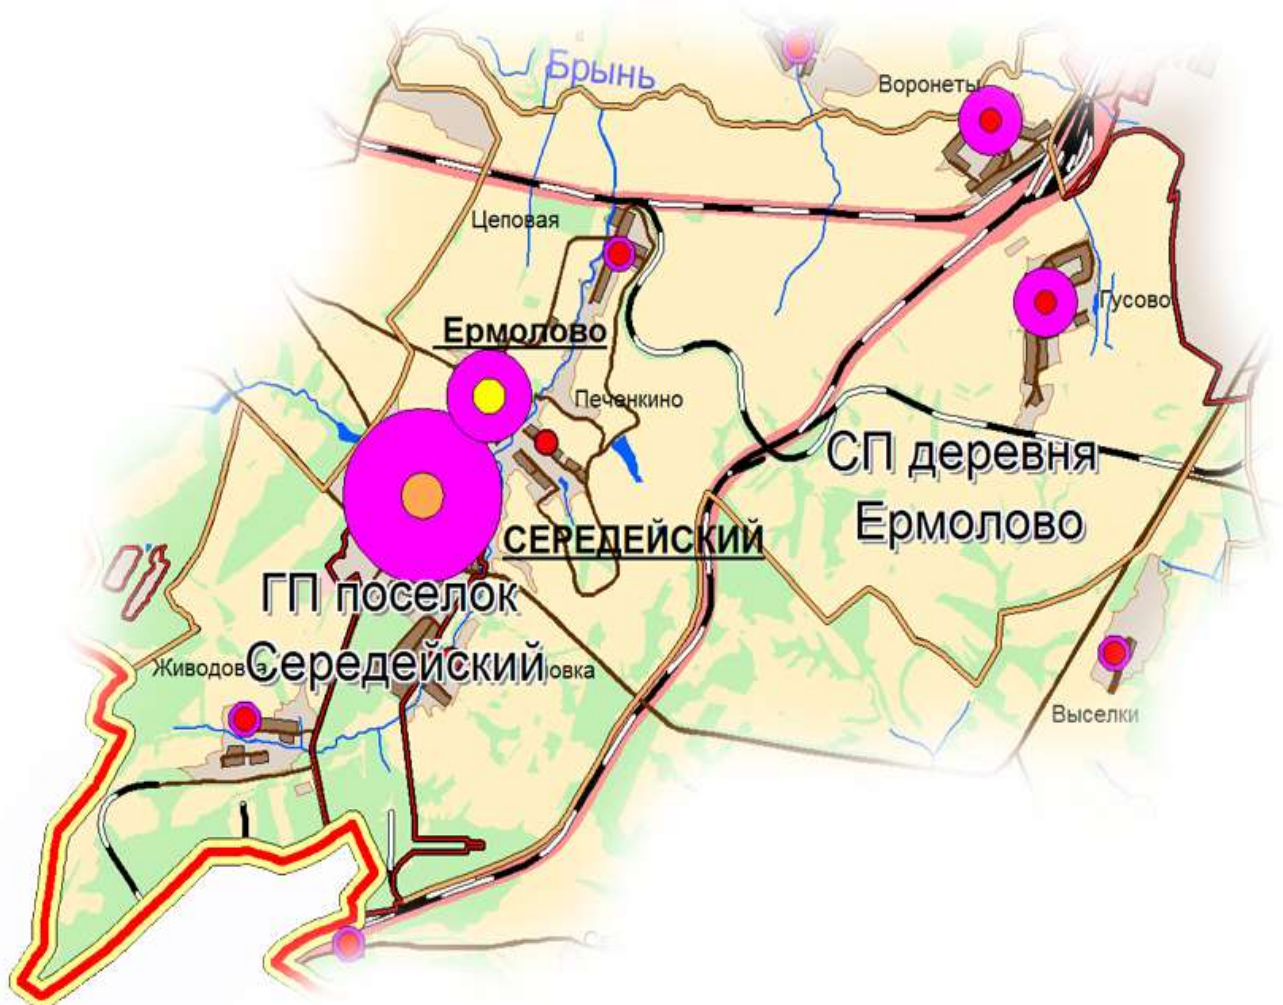 Брынь
Воронеты
Цеповая
Гусово
Ермолово
Печенкино
СП деревня
Ермолово
СЕРЕДЕЙСКИЙ
ГП поселок
Середейский
Выселки